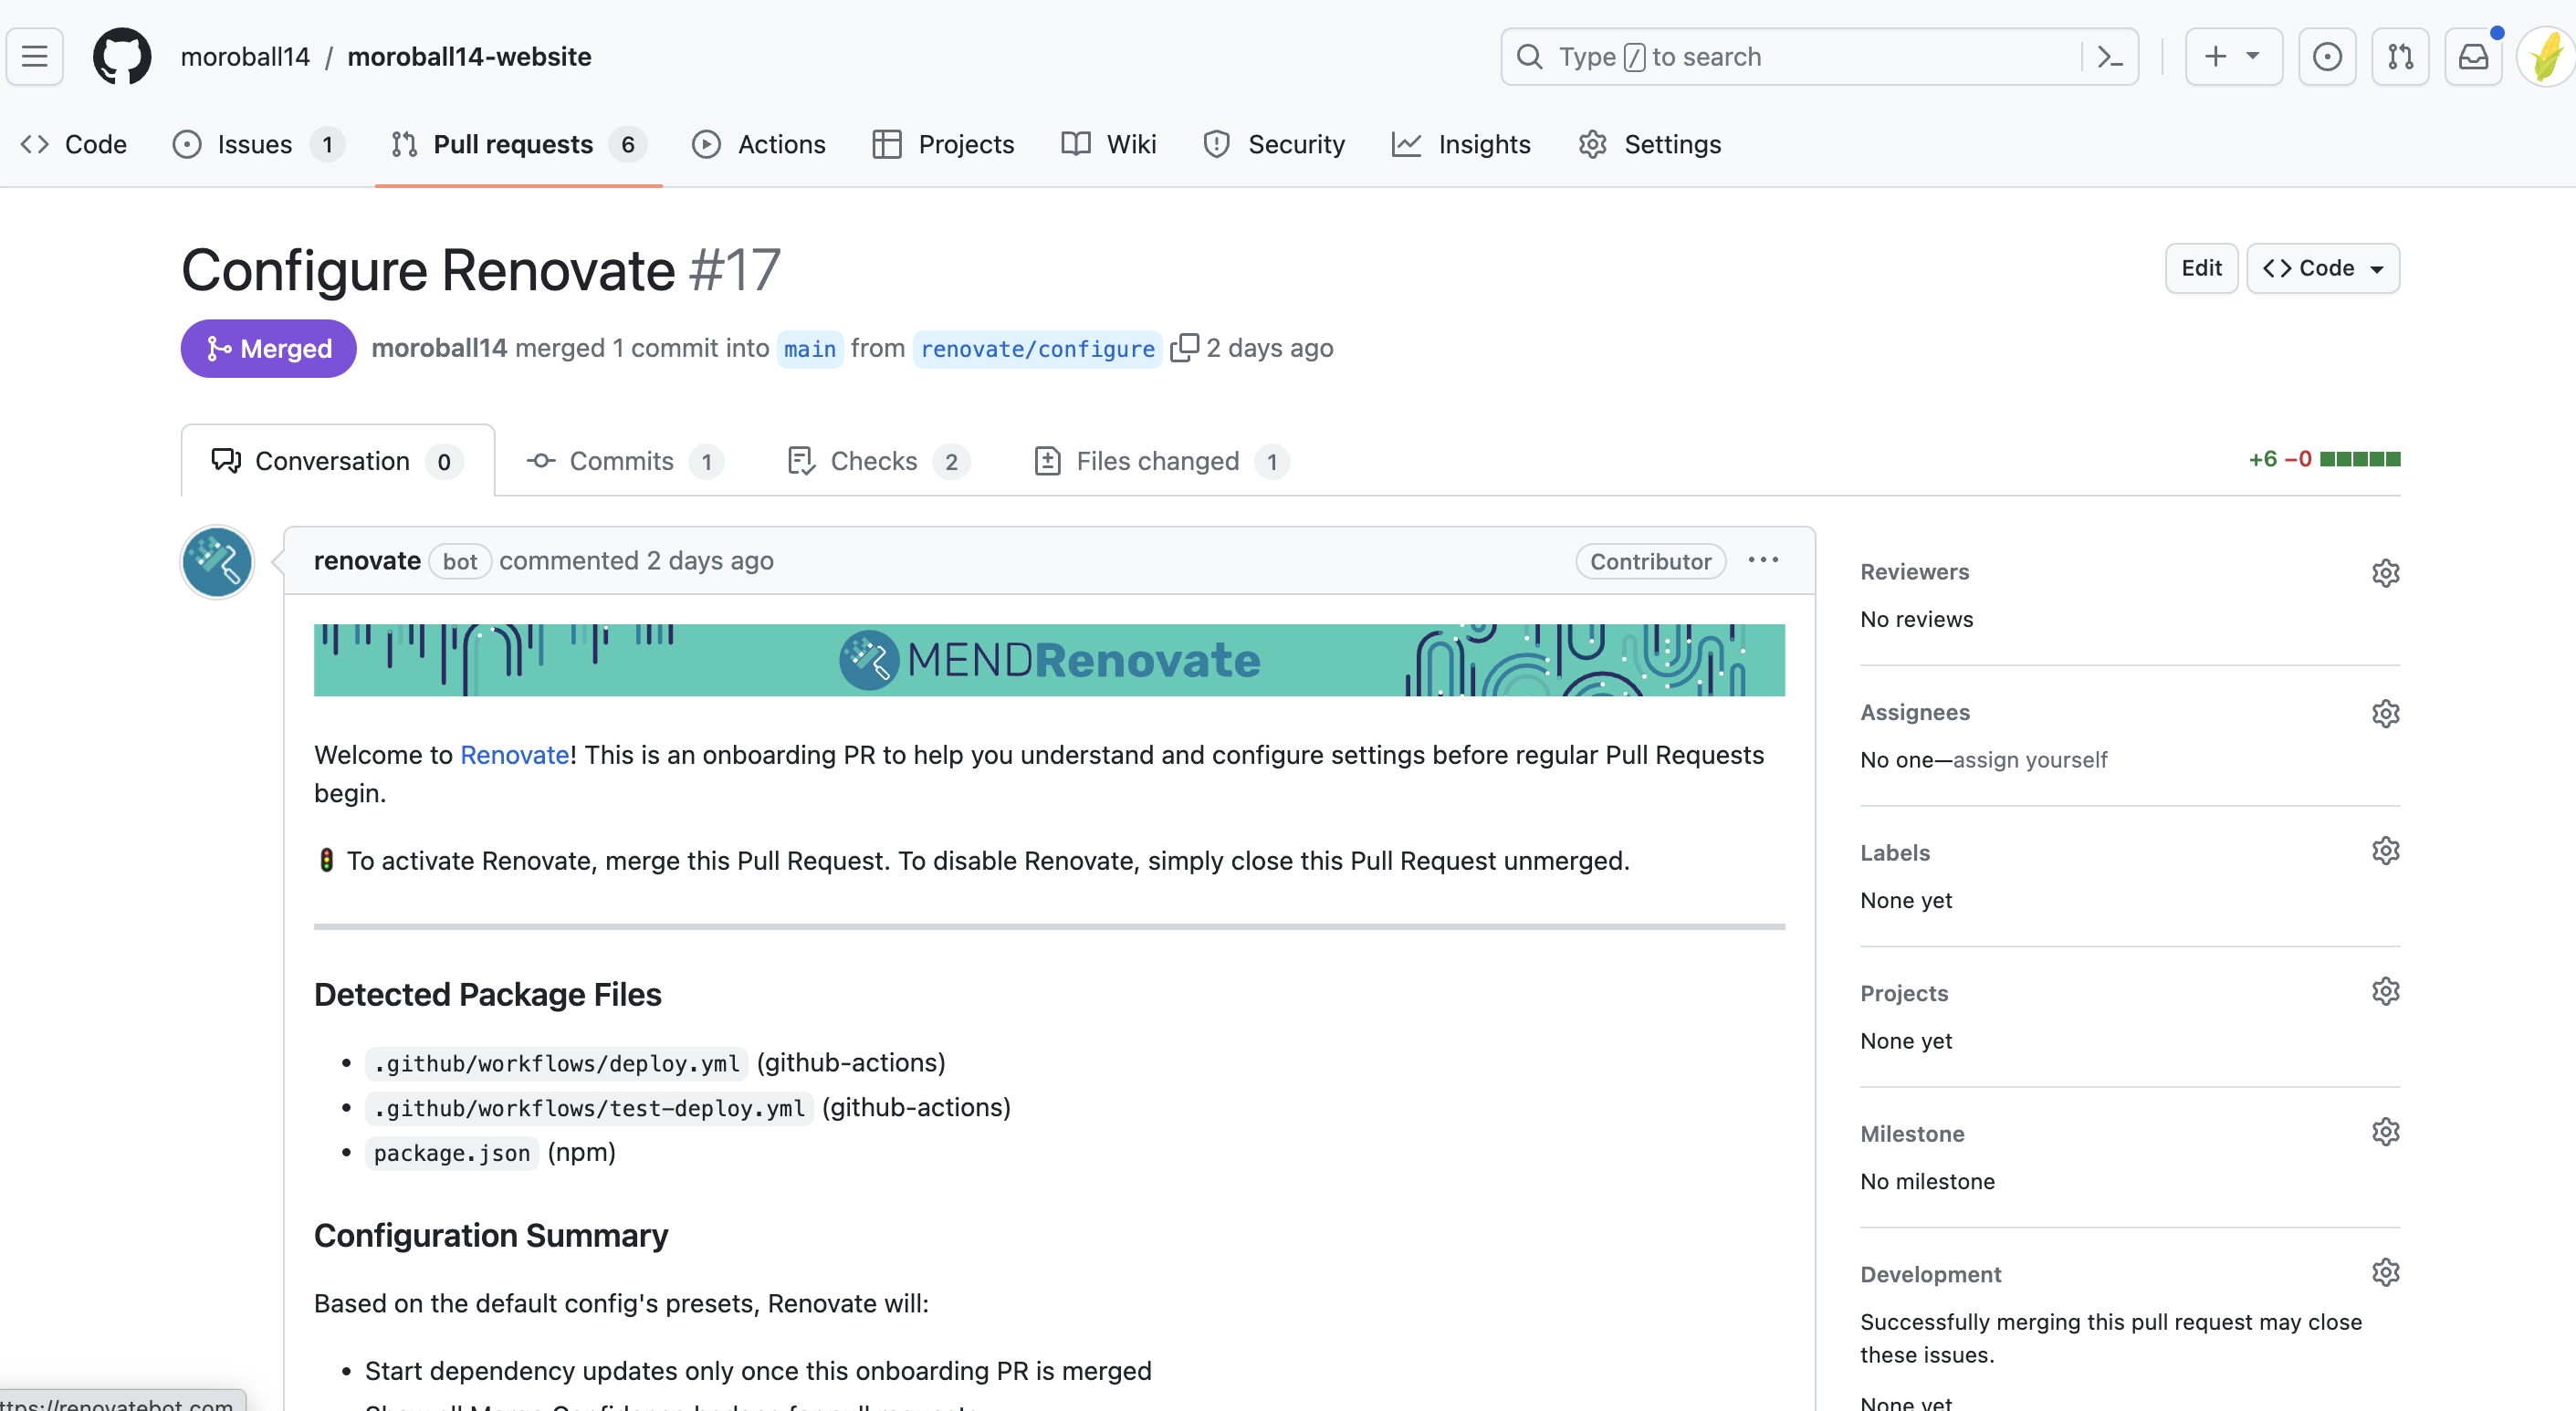 moroball14 / moroball14-website
Type / to search
Code
Issues 1
Pull requests 6
Actions
Projects
Wiki
Security
Insights
Settings
Configure Renovate #17
Edit
Code
Merged
moroball14 merged 1 commit into main from renovate/configure 2 days ago
Conversation 0
Commits 1
Checks 2
Files changed 1
+6 −0
renovate bot commented 2 days ago
Contributor
MEND Renovate
Welcome to Renovate! This is an onboarding PR to help you understand and configure settings before regular Pull Requests
begin.
🚦 To activate Renovate, merge this Pull Request. To disable Renovate, simply close this Pull Request unmerged.
Detected Package Files
• .github/workflows/deploy.yml (github-actions)
• .github/workflows/test-deploy.yml (github-actions)
• package.json (npm)
Configuration Summary
Based on the default config's presets, Renovate will:
• Start dependency updates only once this onboarding PR is merged
Reviewers
No reviews
Assignees
No one—assign yourself
Labels
None yet
Projects
None yet
Milestone
No milestone
Development
Successfully merging this pull request may close
these issues.
None yet
ttps://renovatebot.com